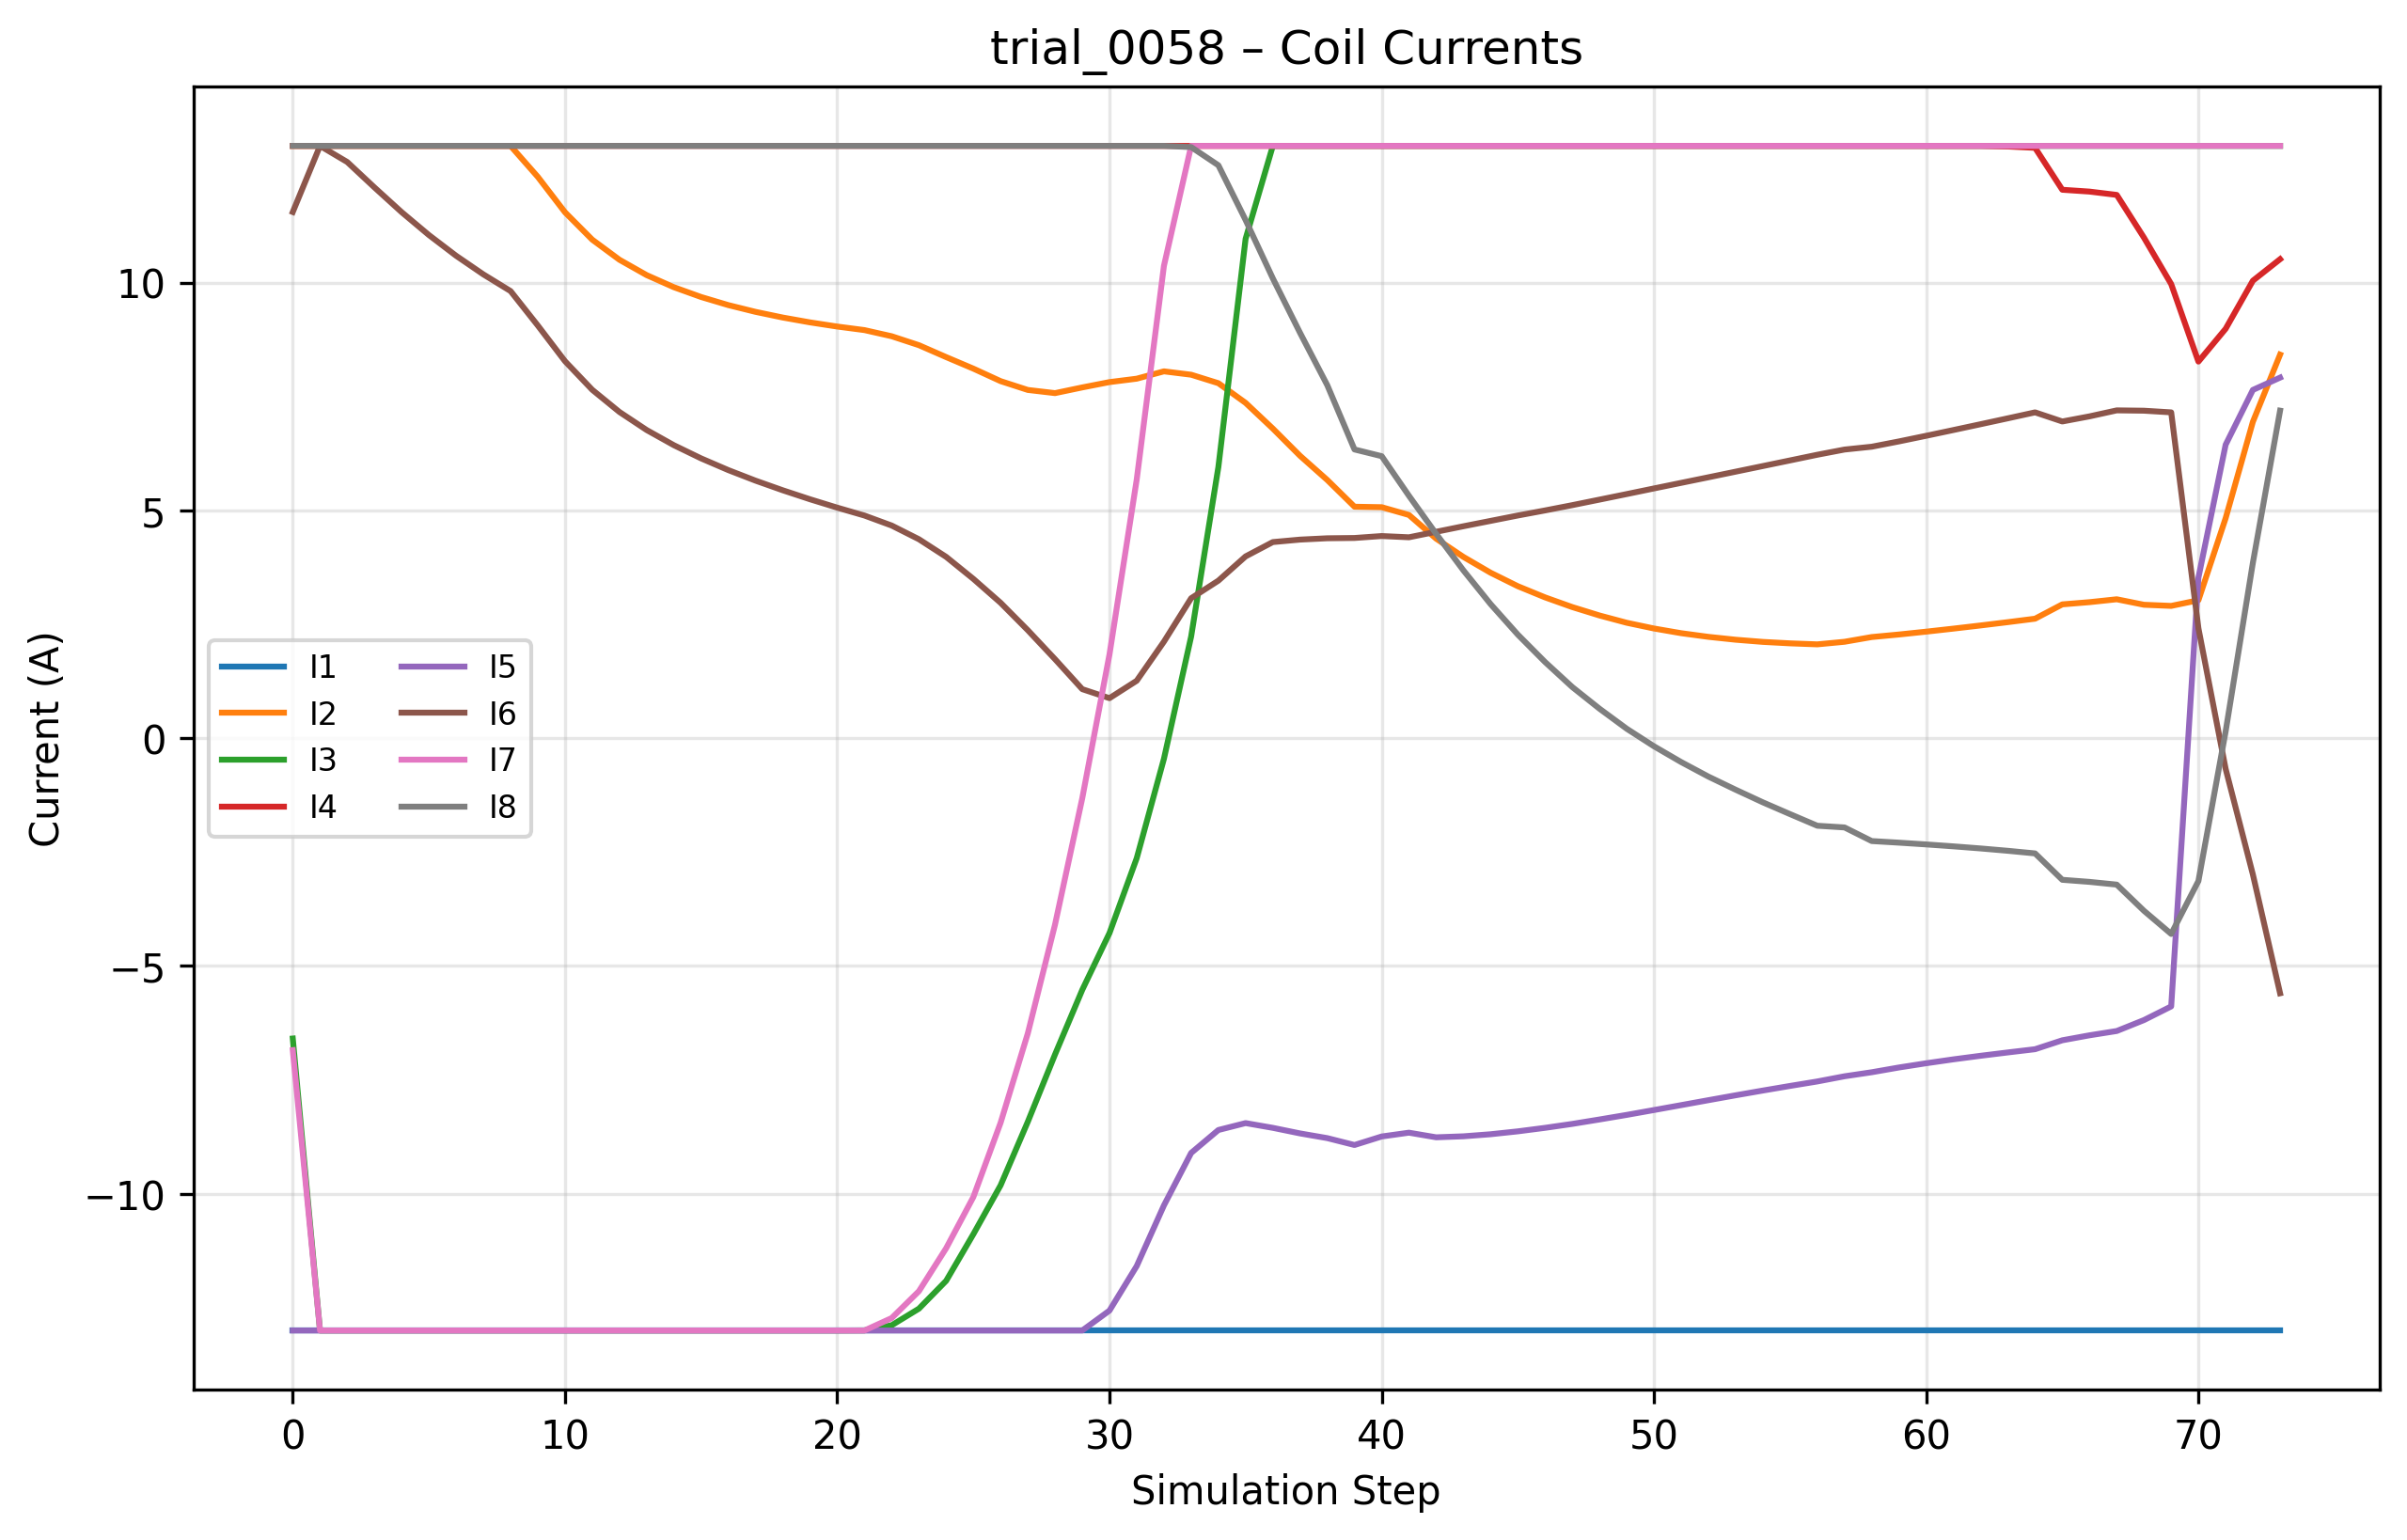 trial_0058 – Coil Currents
Current (A)
10
5
0
−5
−10
I1 I5
I2 I6
I3 I7
I4 I8
0 10 20 30 40 50 60 70
Simulation Step